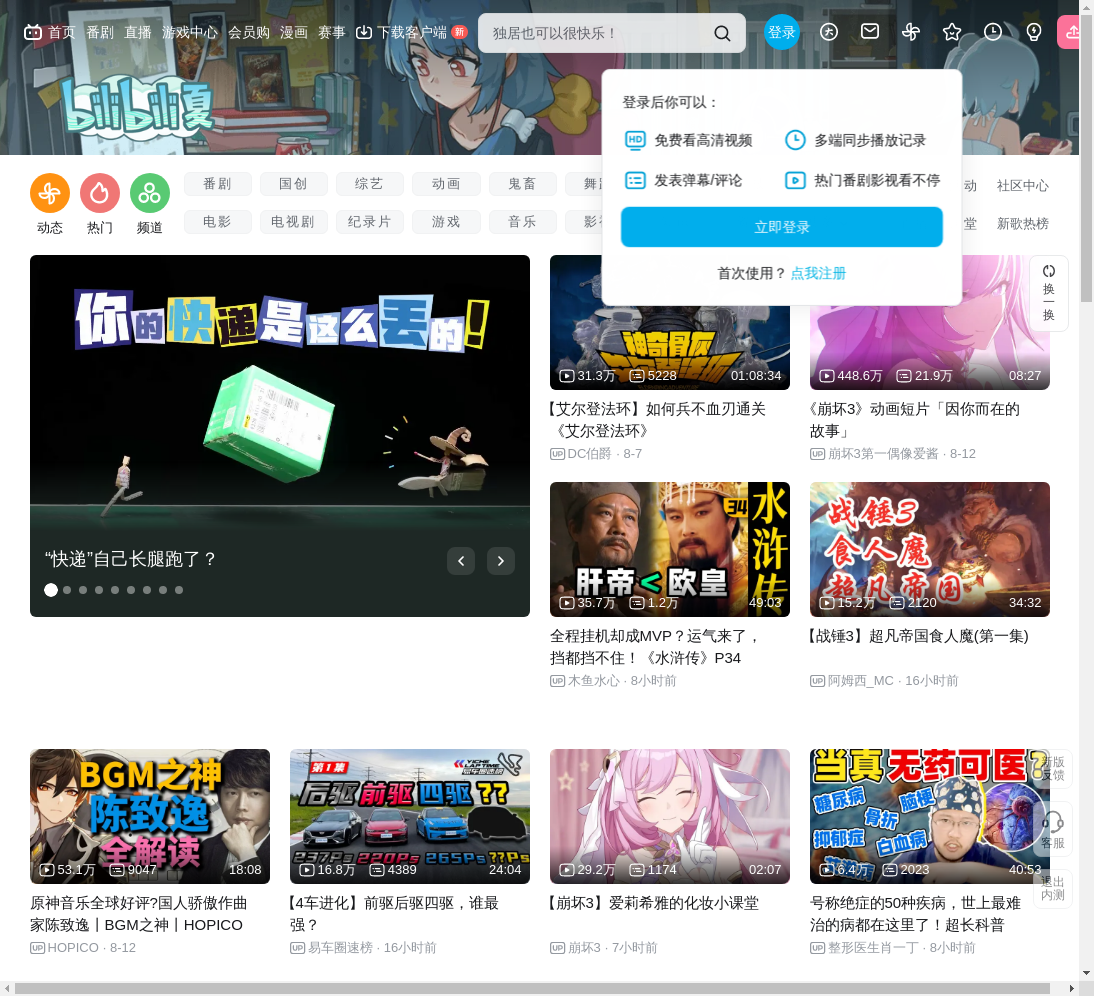 首页 番剧 直播 游戏中心 会员购 漫画 赛事 下载客户端 新 独居也可以很快乐！ 登录
bilibili夏
登录后你可以：
HD 免费看高清视频 多端同步播放记录
发表弹幕/评论 热门番剧影视看不停
立即登录
首次使用？ 点我注册
动态 热门 频道
番剧 国创 综艺 动画 鬼畜 动 社区中心
电影 电视剧 纪录片 游戏 音乐 堂 新歌热榜
换一换
你的快递是这么丢的!
“快递”自己长腿跑了？
神奇骨灰
31.3万 5228 01:08:34
【艾尔登法环】如何兵不血刃通关
《艾尔登法环》
UP DC伯爵 · 8-7
448.6万 21.9万 08:27
《崩坏3》动画短片「因你而在的
故事」
UP 崩坏3第一偶像爱酱 · 8-12
34 水浒传
肝帝<欧皇
35.7万 1.2万 49:03
全程挂机却成MVP？运气来了，
挡都挡不住！《水浒传》P34
UP 木鱼水心 · 8小时前
战锤3
食人魔
超凡帝国
15.2万 2120 34:32
【战锤3】超凡帝国食人魔(第一集)
UP 阿姆西_MC · 16小时前
BGM之神
陈致逸
全解读
53.1万 9047 18:08
原神音乐全球好评?国人骄傲作曲
家陈致逸丨BGM之神丨HOPICO
UP HOPICO · 8-12
第1集 YICHE LAP TIME
后驱 前驱 四驱 ??
237Ps 220Ps 265Ps ??Ps
16.8万 4389 24:04
【4车进化】前驱后驱四驱，谁最
强？
UP 易车圈速榜 · 16小时前
29.2万 1174 02:07
【崩坏3】爱莉希雅的化妆小课堂
UP 崩坏3 · 7小时前
当真无药可医?
糖尿病 脑梗
骨折
抑郁症 白血病
6.4万 2023 40:53
号称绝症的50种疾病，世上最难
治的病都在这里了！超长科普
UP 整形医生肖一丁 · 8小时前
新版
反馈
客服
退出
内测